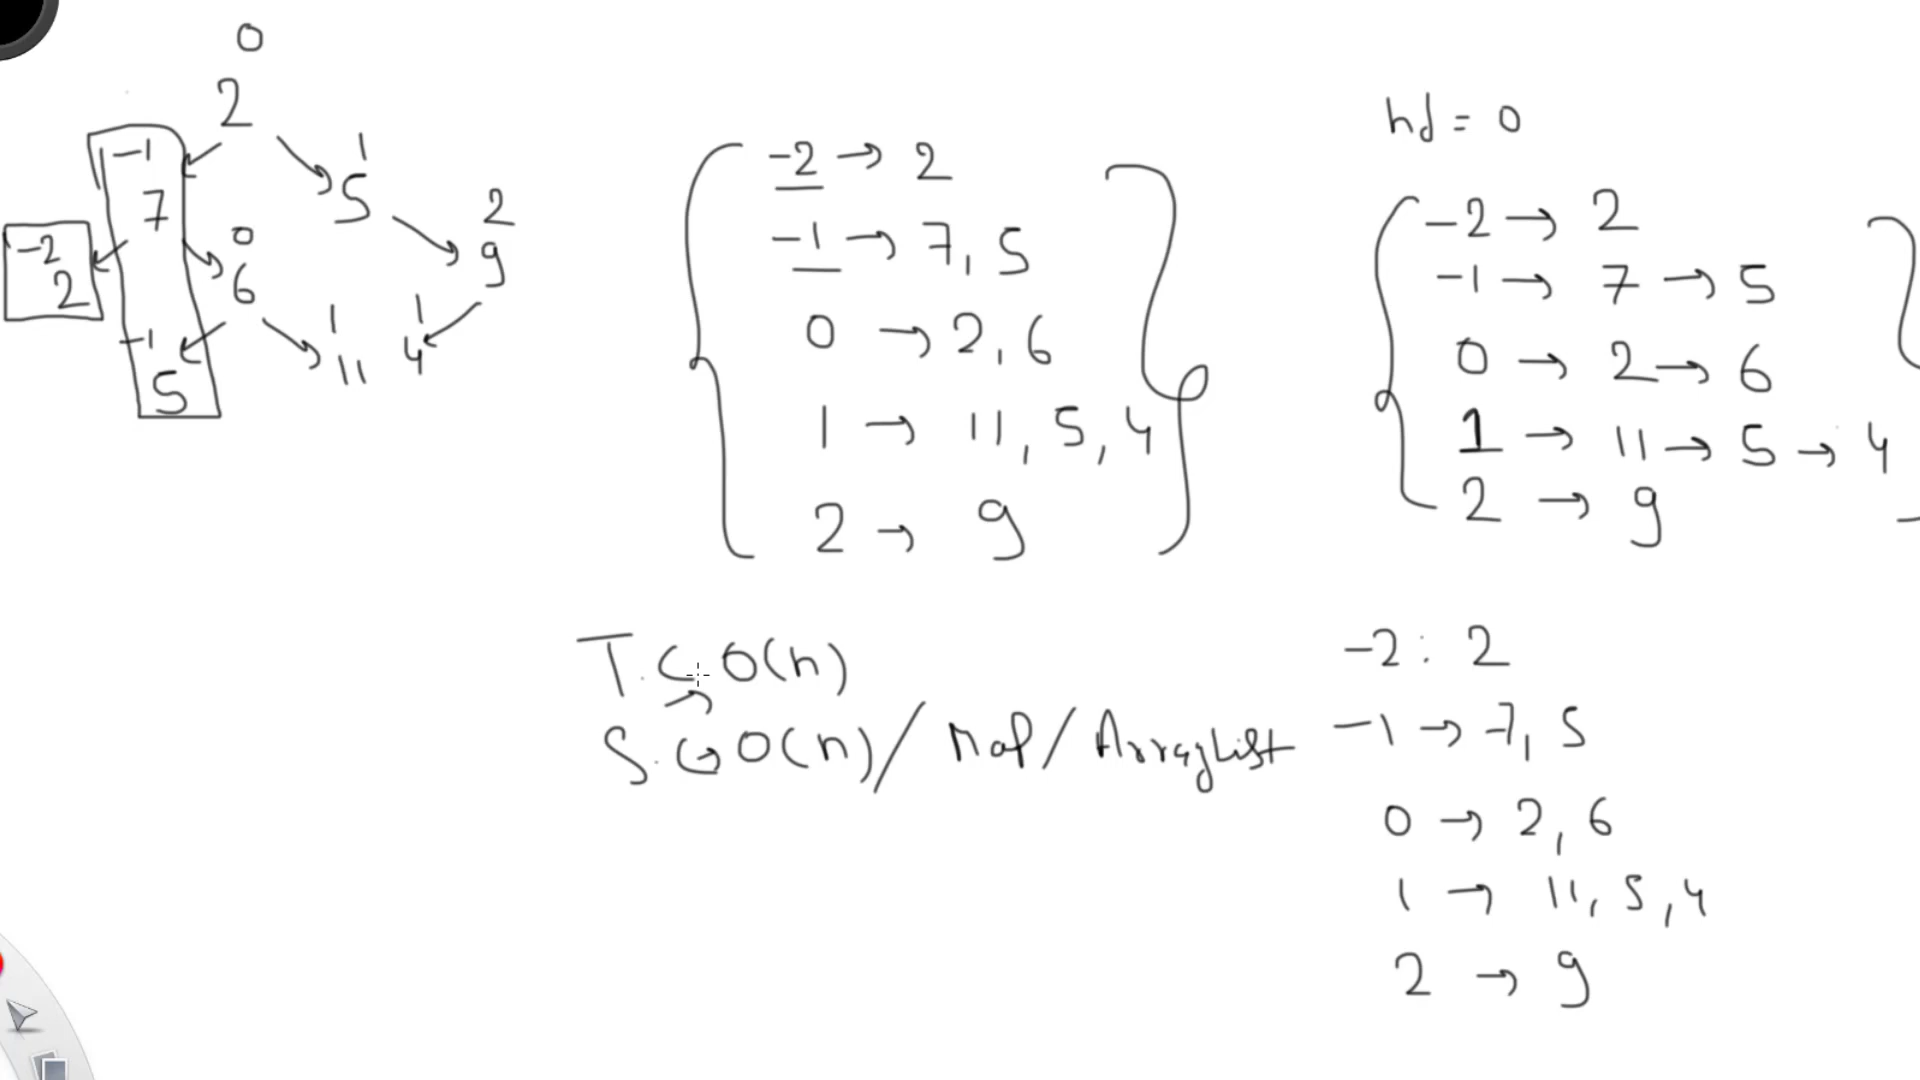 0
2
-1
1
7
5
2
-2
0
9
2
6
-1
1
1
5
11
4
-2 → 2
-1 → 7, 5
0 → 2, 6
1 → 11, 5, 4
2 → 9
hd = 0
-2 → 2
-1 → 7 → 5
0 → 2 → 6
1 → 11 → 5 → 4
2 → 9
T.C → O(n)
S.C → O(n) / Map / ArrayList
-2 : 2
-1 → 7, 5
0 → 2, 6
1 → 11, 5, 4
2 → 9